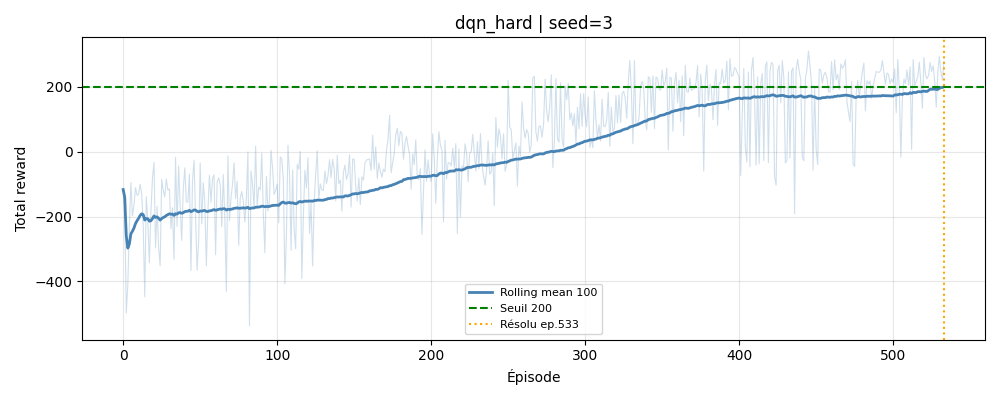 dqn_hard | seed=3
Total reward
200
0
−200
−400
Rolling mean 100
Seuil 200
Résolu ep.533
0 100 200 300 400 500
Épisode